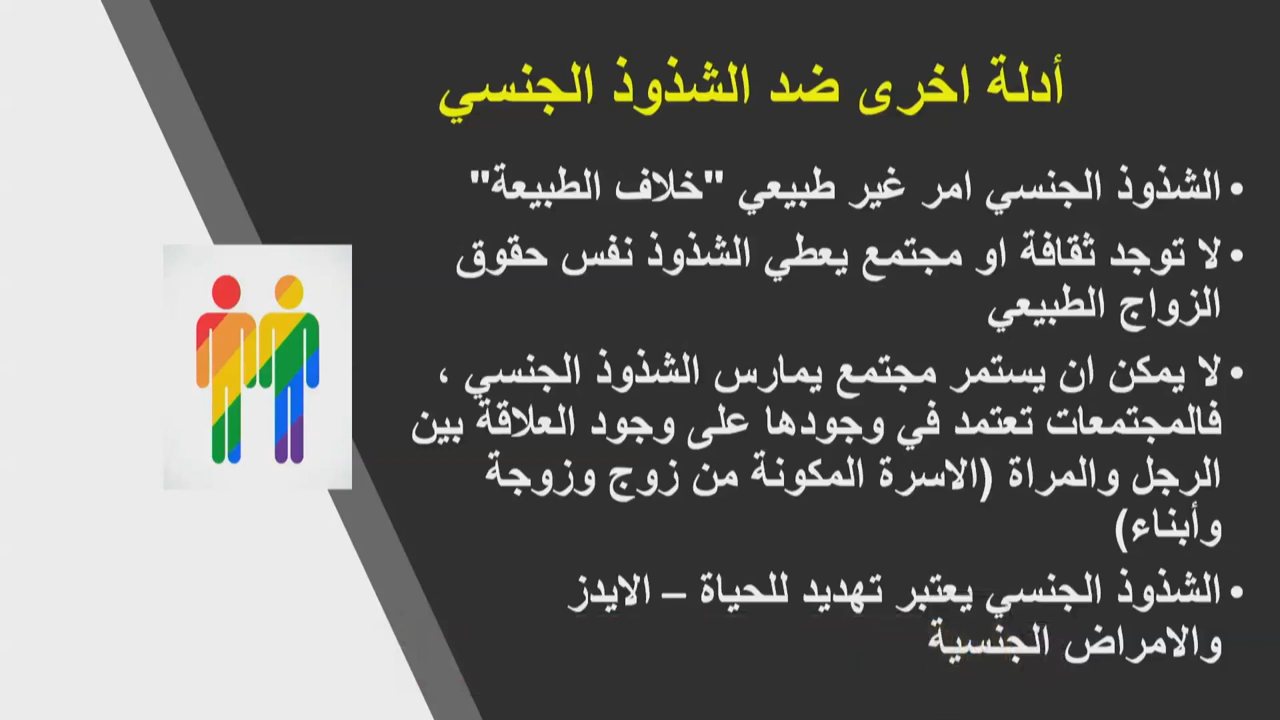 أدلة اخرى ضد الشذوذ الجنسي
• الشذوذ الجنسي امر غير طبيعي "خلاف الطبيعة"
• لا توجد ثقافة او مجتمع يعطي الشذوذ نفس حقوق
الزواج الطبيعي
• لا يمكن ان يستمر مجتمع يمارس الشذوذ الجنسي ،
فالمجتمعات تعتمد في وجودها على وجود العلاقة بين
الرجل والمراة (الاسرة المكونة من زوج وزوجة
وأبناء)
• الشذوذ الجنسي يعتبر تهديد للحياة – الايدز
والامراض الجنسية